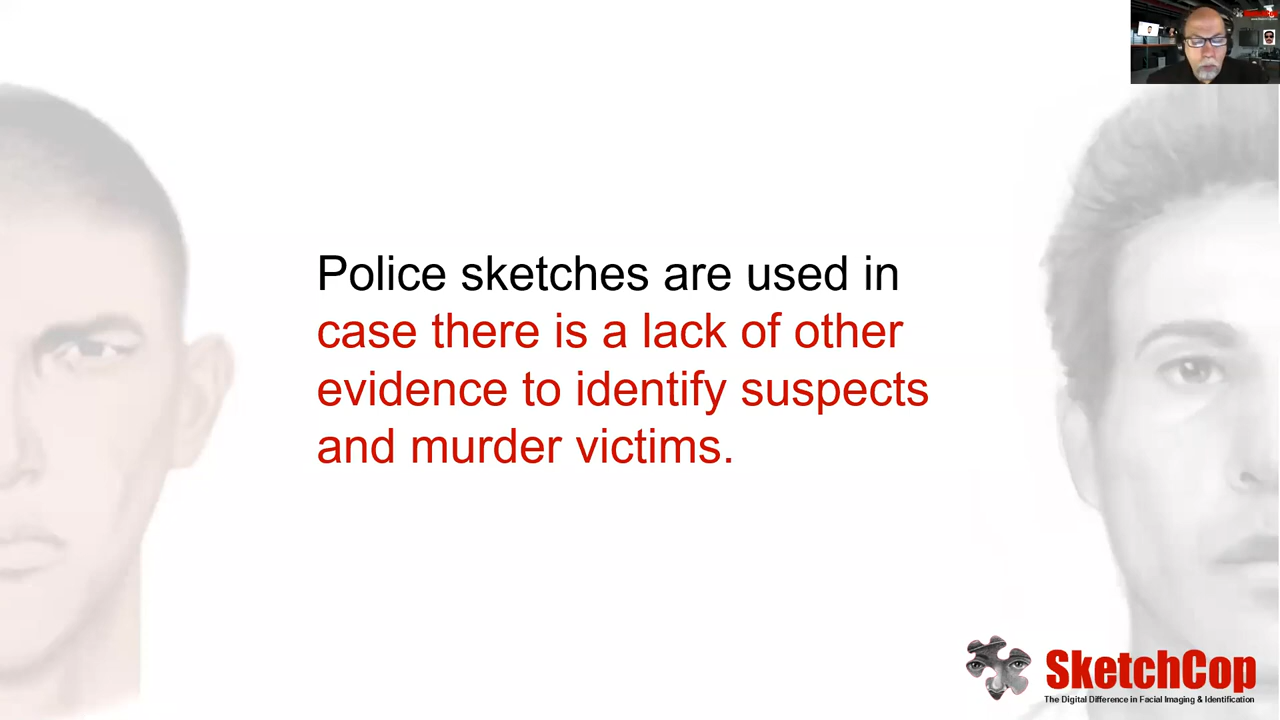 Police sketches are used in
case there is a lack of other
evidence to identify suspects
and murder victims.
SketchCop
The Digital Difference in Facial Imaging & Identification